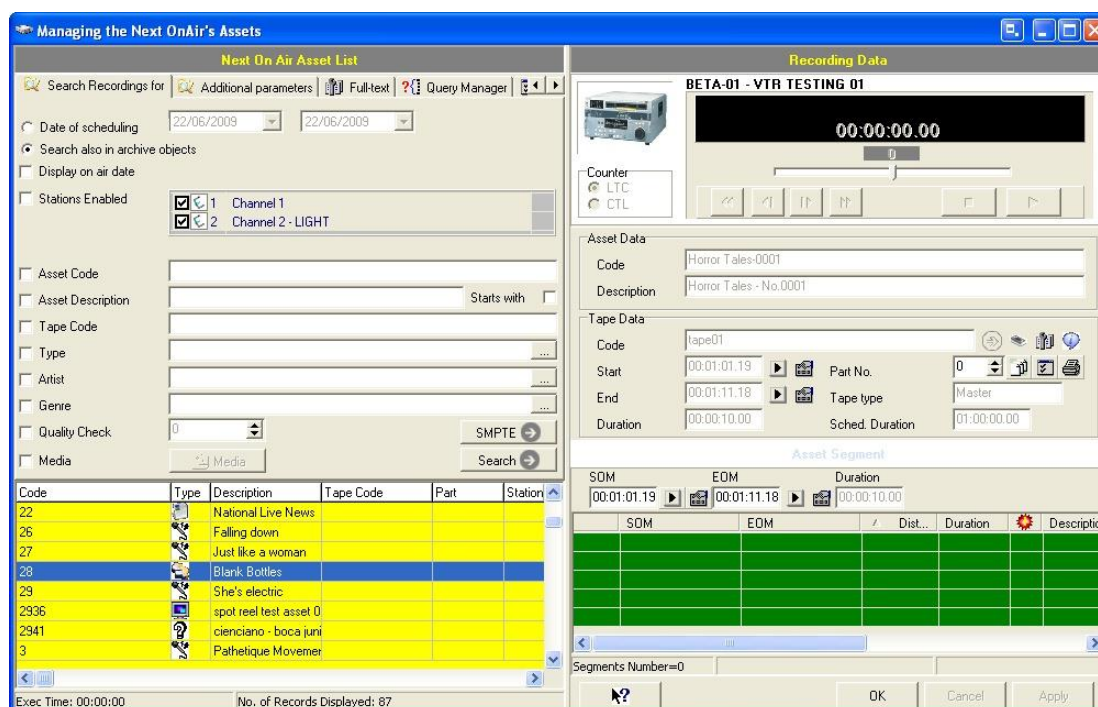 Managing the Next OnAir's Assets
Next On Air Asset List
Search Recordings for Additional parameters Full-text Query Manager
Date of scheduling 22/06/2009 22/06/2009
Search also in archive objects
Display on air date
Stations Enabled
1 Channel 1
2 Channel 2 - LIGHT
Asset Code
Asset Description Starts with
Tape Code
Type ...
Artist ...
Genre ...
Quality Check 0 SMPTE
Media Media Search
Code Type Description Tape Code Part Station
22 National Live News
26 Falling down
27 Just like a woman
28 Blank Bottles
29 She's electric
2936 spot reel test asset 0
2941 cienciano - boca juni
3 Pathetique Movemer
Exec Time: 00:00:00 No. of Records Displayed: 87
Recording Data
BETA-01 - VTR TESTING 01
00:00:00.00
0
Counter
LTC
CTL
Asset Data
Code Horror Tales-0001
Description Horror Tales - No.0001
Tape Data
Code tape01
Start 00:01:01.19 Part No. 0
End 00:01:11.18 Tape type Master
Duration 00:00:10.00 Sched. Duration 01:00:00.00
Asset Segment
SOM EOM Duration
00:01:01.19 00:01:11.18 00:00:10.00
SOM EOM Dist... Duration Descriptio
Segments Number=0
OK Cancel Apply